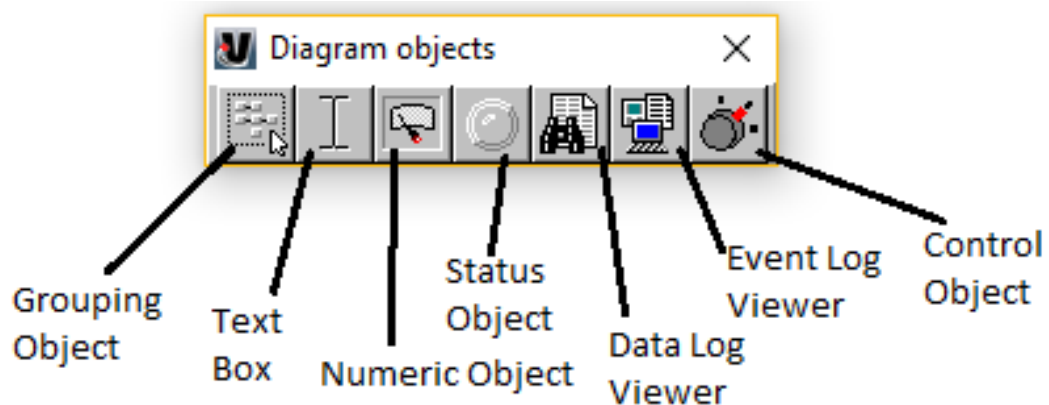 Diagram objects
Grouping
Object
Text
Box
Numeric Object
Status
Object
Data Log
Viewer
Event Log
Viewer
Control
Object